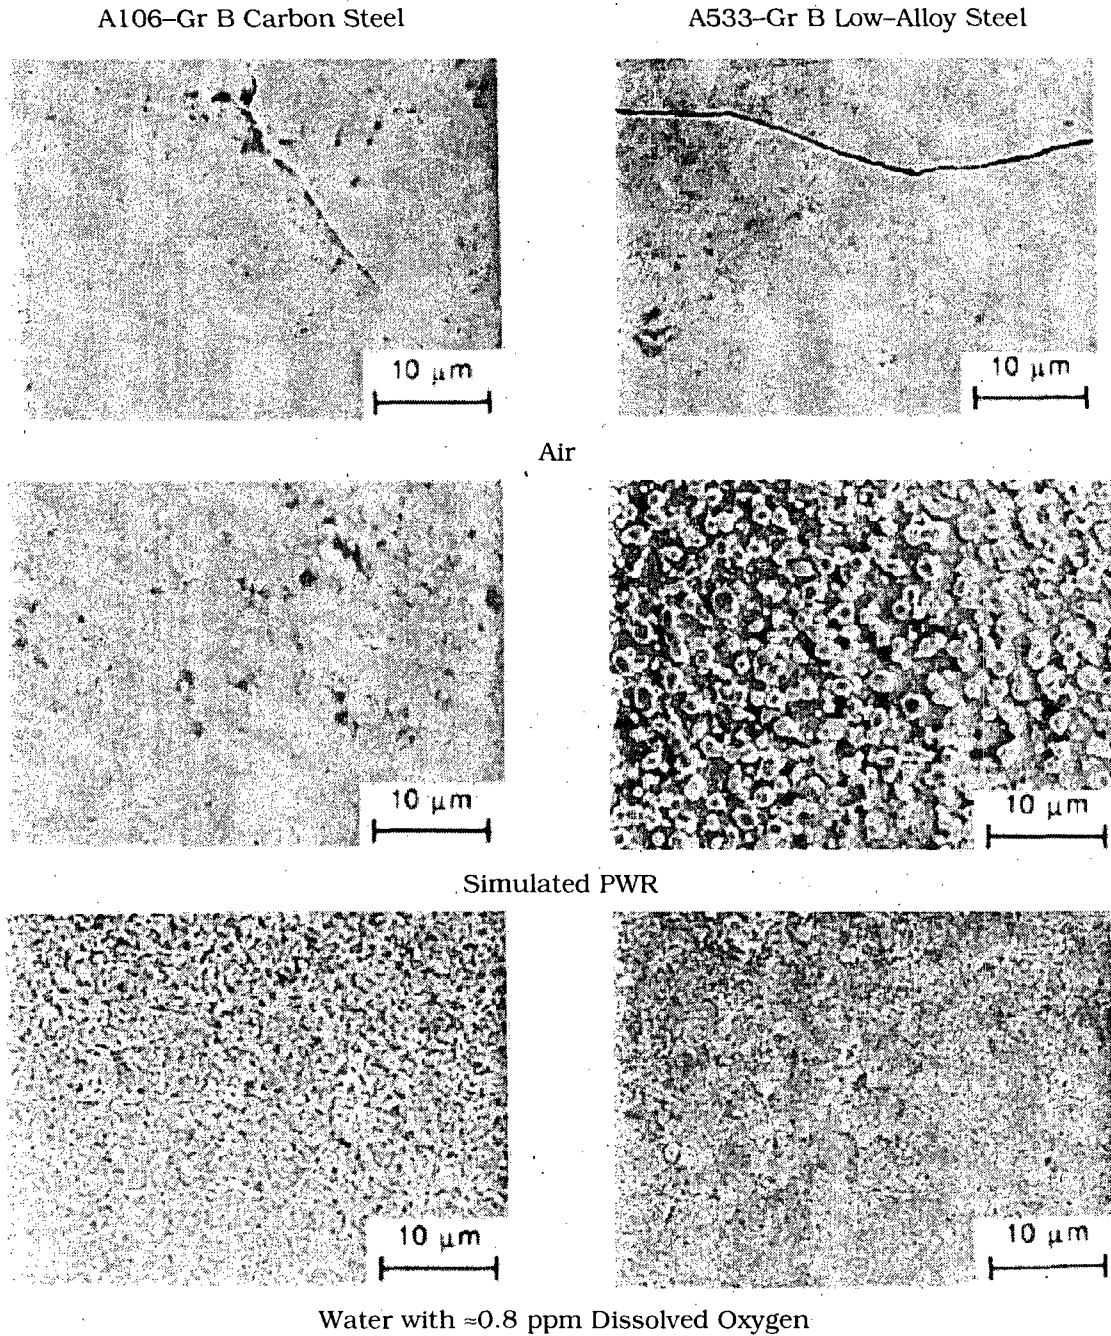 A106–Gr B Carbon Steel
A533–Gr B Low–Alloy Steel
10 μm
10 μm
Air
10 μm
10 μm
Simulated PWR
10 μm
10 μm
Water with ≈0.8 ppm Dissolved Oxygen